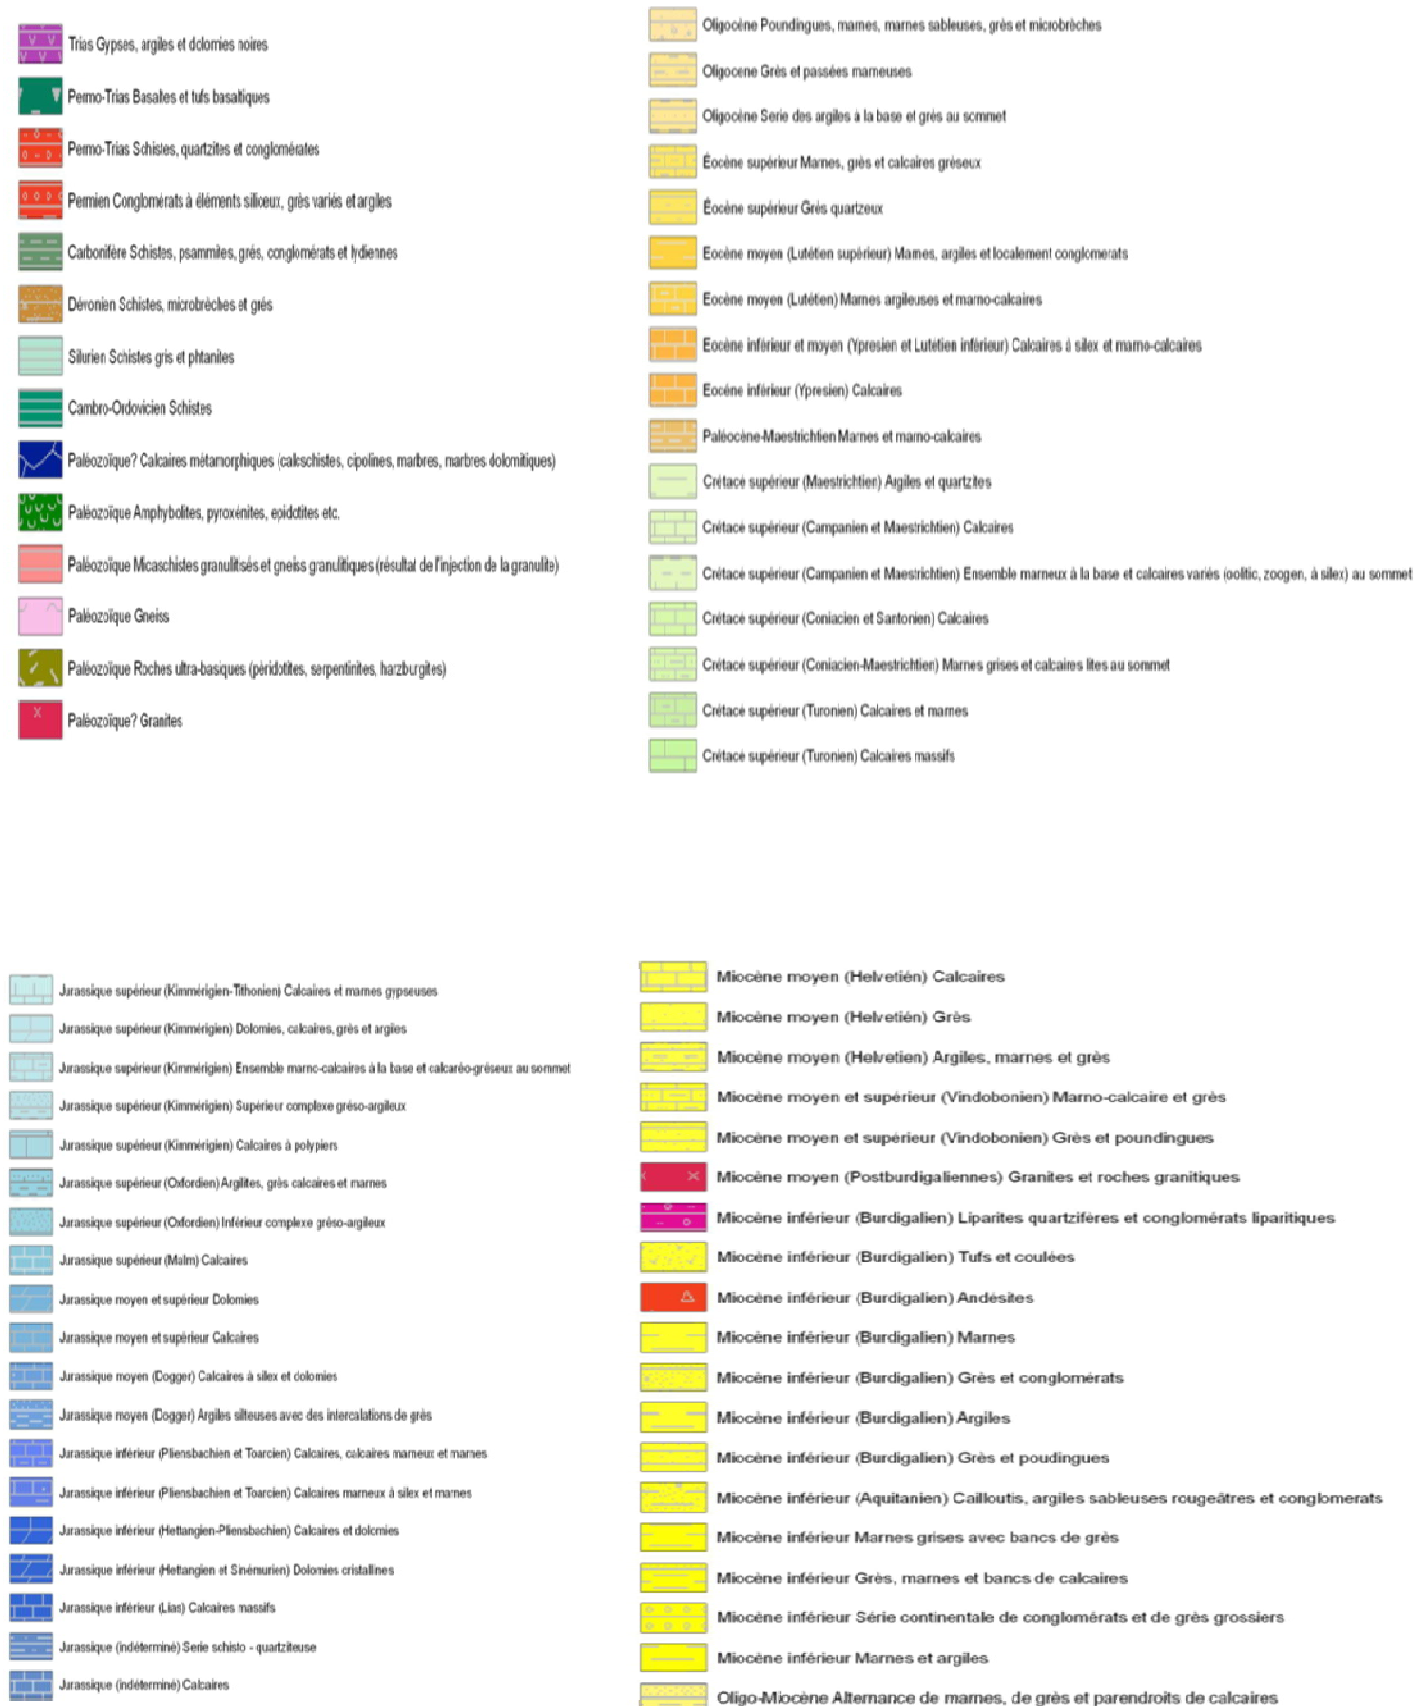 Trias Gypses, argiles et dolomies noires
Permo-Trias Basaltes et tufs basaltiques
Permo-Trias Schistes, quartzites et conglomérates
Permien Conglomérats à éléments siliceux, grès variés et argiles
Carbonifère Schistes, psammites, grés, conglomérats et lydiennes
Dévonien Schistes, microbrèches et grés
Silurien Schistes gris et phtanites
Cambro-Ordovicien Schistes
Paléozoïque? Calcaires métamorphiques (calcschistes, cipolines, marbres, marbres dolomitiques)
Paléozoïque Amphybolites, pyroxénites, epidotites etc.
Paléozoïque Micaschistes granulitisés et gneiss granulitiques (résultat de l'injection de la granulite)
Paléozoïque Gneiss
Paléozoïque Roches ultra-basiques (péridotites, serpentinites, harzburgites)
Paléozoïque? Granites
Oligocène Poundingues, marnes, marnes sableuses, grès et microbrèches
Oligocene Grès et passées marneuses
Oligocène Serie des argiles à la base et grès au sommet
Éocène supérieur Marnes, grès et calcaires gréseux
Éocène supérieur Grès quartzeux
Eocène moyen (Lutétien supérieur) Marnes, argiles et localement conglomerats
Eocène moyen (Lutétien) Marnes argileuses et marno-calcaires
Eocène inférieur et moyen (Ypresien et Lutétien inférieur) Calcaires à silex et marno-calcaires
Eocène inférieur (Ypresien) Calcaires
Paléocène-Maestrichtien Marnes et marno-calcaires
Crétacé supérieur (Maestrichtien) Argiles et quartzites
Crétacé supérieur (Campanien et Maestrichtien) Calcaires
Crétacé supérieur (Campanien et Maestrichtien) Ensemble marneux à la base et calcaires variés (oolitic, zoogen, à silex) au sommet
Crétacé supérieur (Coniacien et Santonien) Calcaires
Crétacé supérieur (Coniacien-Maestrichtien) Marnes grises et calcaires lites au sommet
Crétacé supérieur (Turonien) Calcaires et marnes
Crétacé supérieur (Turonien) Calcaires massifs
Jurassique supérieur (Kimmérigien-Tithonien) Calcaires et marnes gypseuses
Jurassique supérieur (Kimmérigien) Dolomies, calcaires, grès et argiles
Jurassique supérieur (Kimmérigien) Ensemble marno-calcaires à la base et calcaréo-gréseux au sommet
Jurassique supérieur (Kimmérigien) Supérieur complexe gréso-argileux
Jurassique supérieur (Kimmérigien) Calcaires à polypiers
Jurassique supérieur (Oxfordien) Argilites, grès calcaires et marnes
Jurassique supérieur (Oxfordien) Inférieur complexe gréso-argileux
Jurassique supérieur (Malm) Calcaires
Jurassique moyen et supérieur Dolomies
Jurassique moyen et supérieur Calcaires
Jurassique moyen (Dogger) Calcaires à silex et dolomies
Jurassique moyen (Dogger) Argiles silteuses avec des intercalations de grès
Jurassique inférieur (Pliensbachien et Toarcien) Calcaires, calcaires marneux et marnes
Jurassique inférieur (Pliensbachien et Toarcien) Calcaires marneux à silex et marnes
Jurassique inférieur (Hettangien-Pliensbachien) Calcaires et dolomies
Jurassique inférieur (Hettangien et Sinémurien) Dolomies cristallines
Jurassique inférieur (Lias) Calcaires massifs
Jurassique (indéterminé) Serie schisto - quartziteuse
Jurassique (indéterminé) Calcaires
Miocène moyen (Helvetién) Calcaires
Miocène moyen (Helvetién) Grès
Miocène moyen (Helvetien) Argiles, marnes et grès
Miocène moyen et supérieur (Vindobonien) Marno-calcaire et grès
Miocène moyen et supérieur (Vindobonien) Grès et poundingues
Miocène moyen (Postburdigaliennes) Granites et roches granitiques
Miocène inférieur (Burdigalien) Liparites quartzifères et conglomérats liparitiques
Miocène inférieur (Burdigalien) Tufs et coulées
Miocène inférieur (Burdigalien) Andésites
Miocène inférieur (Burdigalien) Marnes
Miocène inférieur (Burdigalien) Grès et conglomérats
Miocène inférieur (Burdigalien) Argiles
Miocène inférieur (Burdigalien) Grès et poudingues
Miocène inférieur (Aquitanien) Cailloutis, argiles sableuses rougeâtres et conglomerats
Miocène inférieur Marnes grises avec bancs de grès
Miocène inférieur Grès, marnes et bancs de calcaires
Miocène inférieur Série continentale de conglomérats et de grès grossiers
Miocène inférieur Marnes et argiles
Oligo-Miocène Alternance de marnes, de grès et parendroits de calcaires